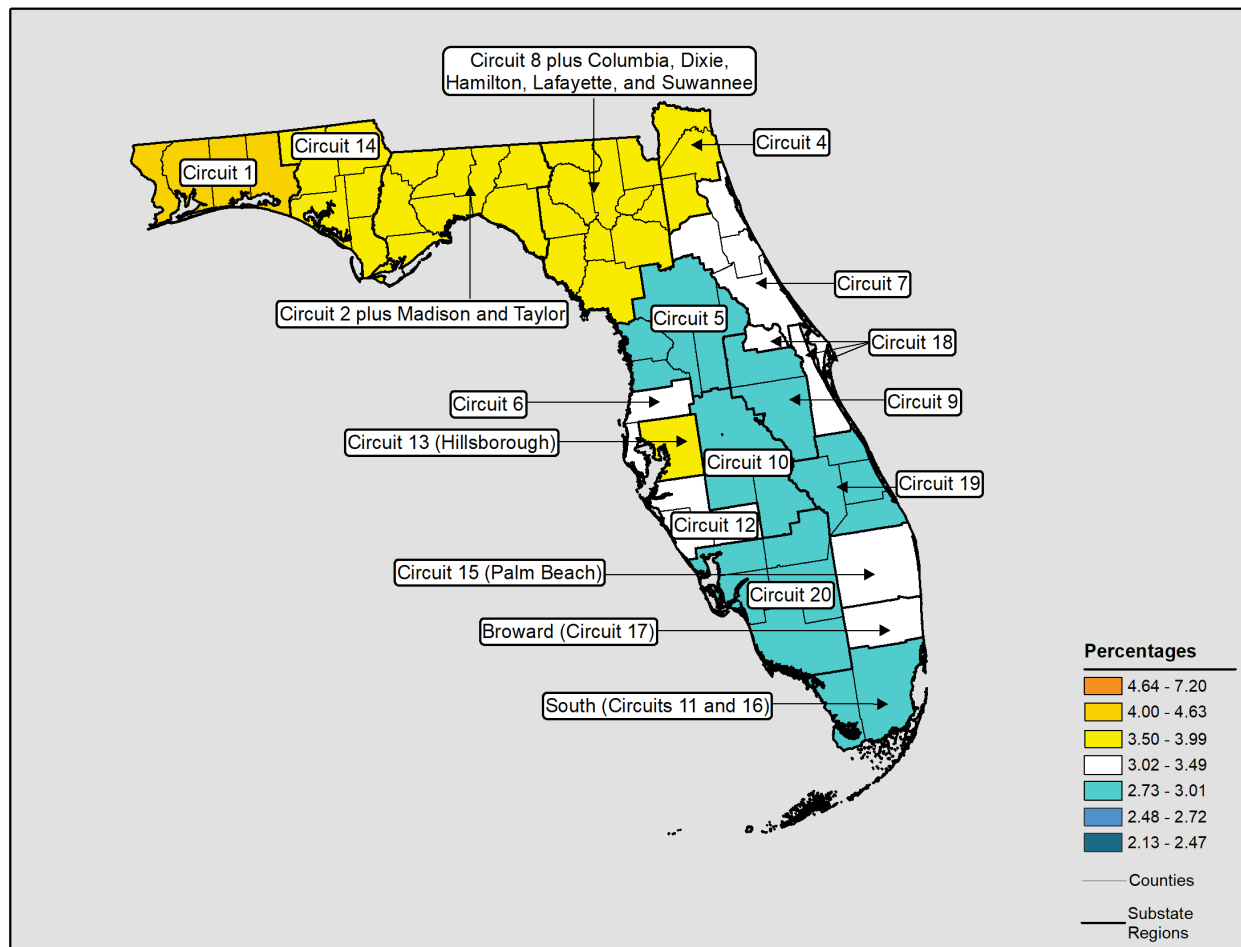 Circuit 8 plus Columbia, Dixie,
Hamilton, Lafayette, and Suwannee
Circuit 4
Circuit 14
Circuit 1
Circuit 7
Circuit 2 plus Madison and Taylor
Circuit 5
Circuit 18
Circuit 6
Circuit 9
Circuit 13 (Hillsborough)
Circuit 10
Circuit 19
Circuit 12
Circuit 15 (Palm Beach)
Circuit 20
Broward (Circuit 17)
South (Circuits 11 and 16)
Percentages
4.64 - 7.20
4.00 - 4.63
3.50 - 3.99
3.02 - 3.49
2.73 - 3.01
2.48 - 2.72
2.13 - 2.47
Counties
Substate
Regions